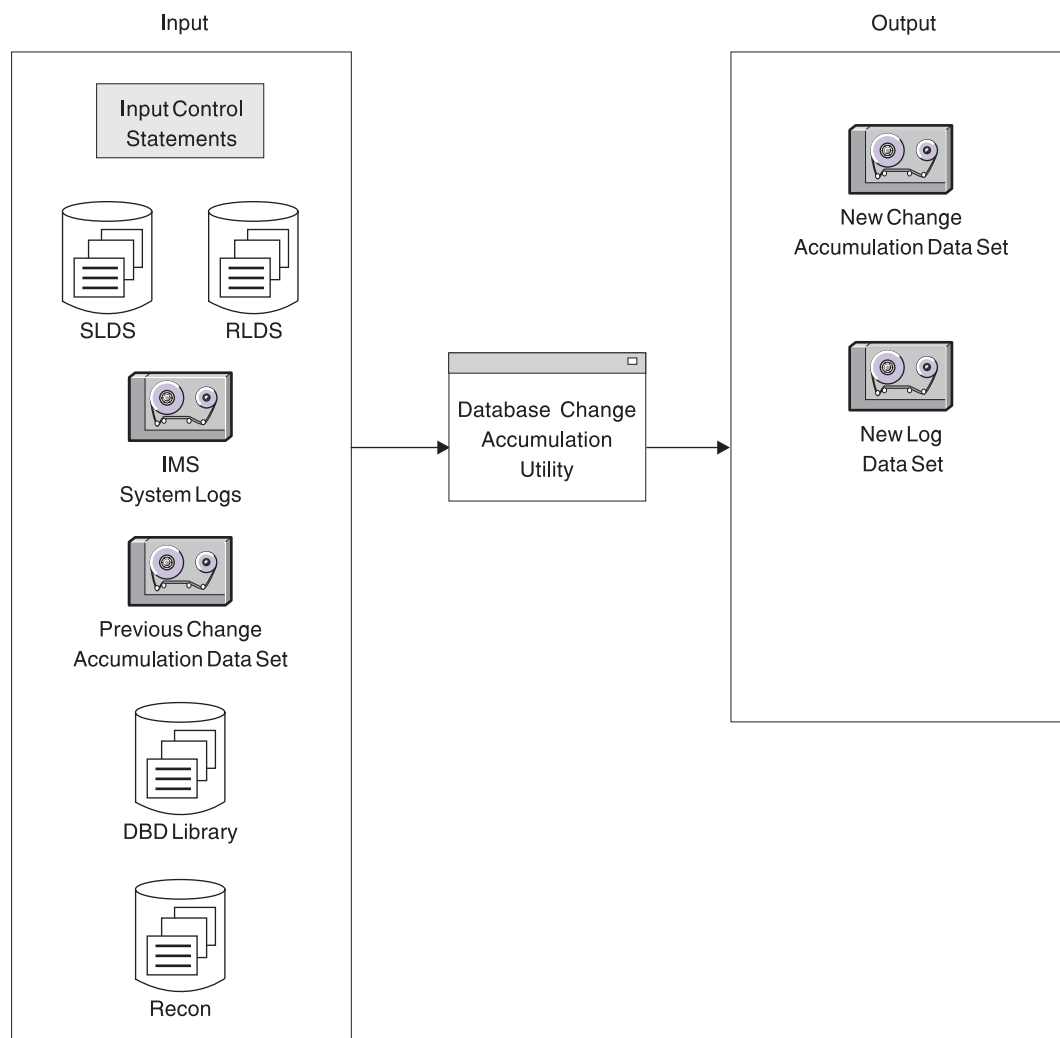 Input
Output
Input Control
Statements
SLDS
RLDS
IMS
System Logs
Previous Change
Accumulation Data Set
DBD Library
Recon
Database Change
Accumulation
Utility
New Change
Accumulation Data Set
New Log
Data Set